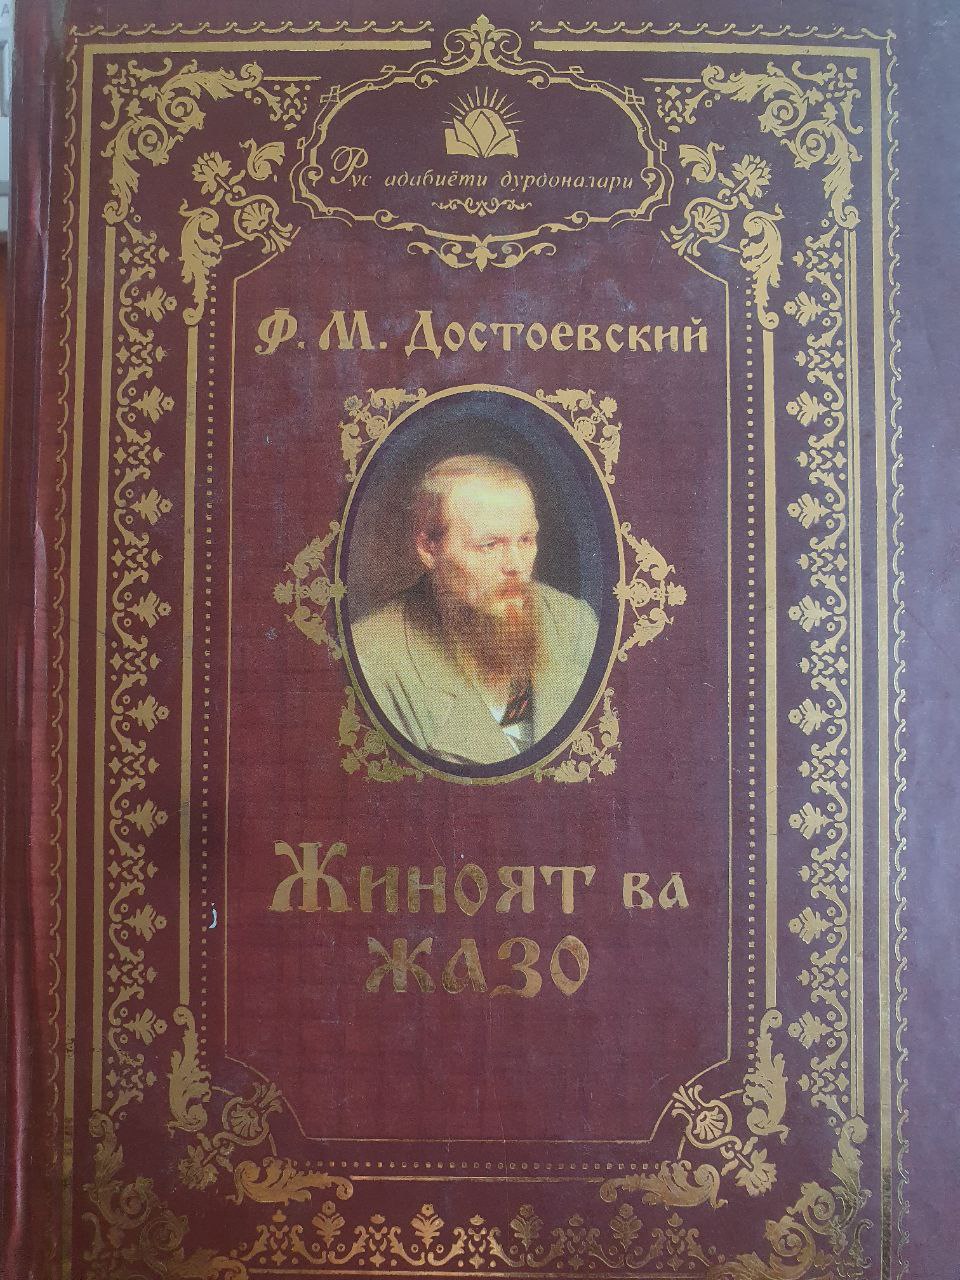 Рус адабиёти дурдоналари
Ф. М. Достоевский
Жиноят ва
жазо